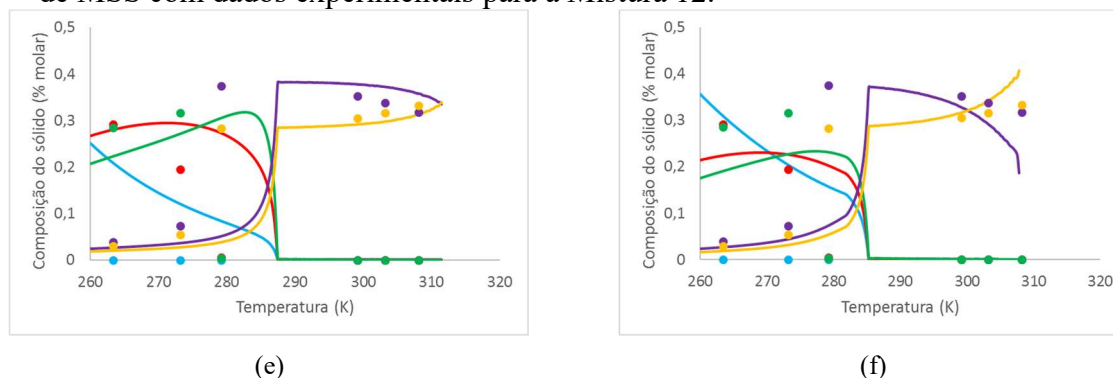 de MSS com dados experimentais para a Mistura 12.
0,5
0,4
0,3
0,2
0,1
0
Composição do sólido (% molar)
260 270 280 290 300 310 320
Temperatura (K)
(e)
0,5
0,4
0,3
0,2
0,1
0
Composição do sólido (% molar)
260 270 280 290 300 310 320
Temperatura (K)
(f)